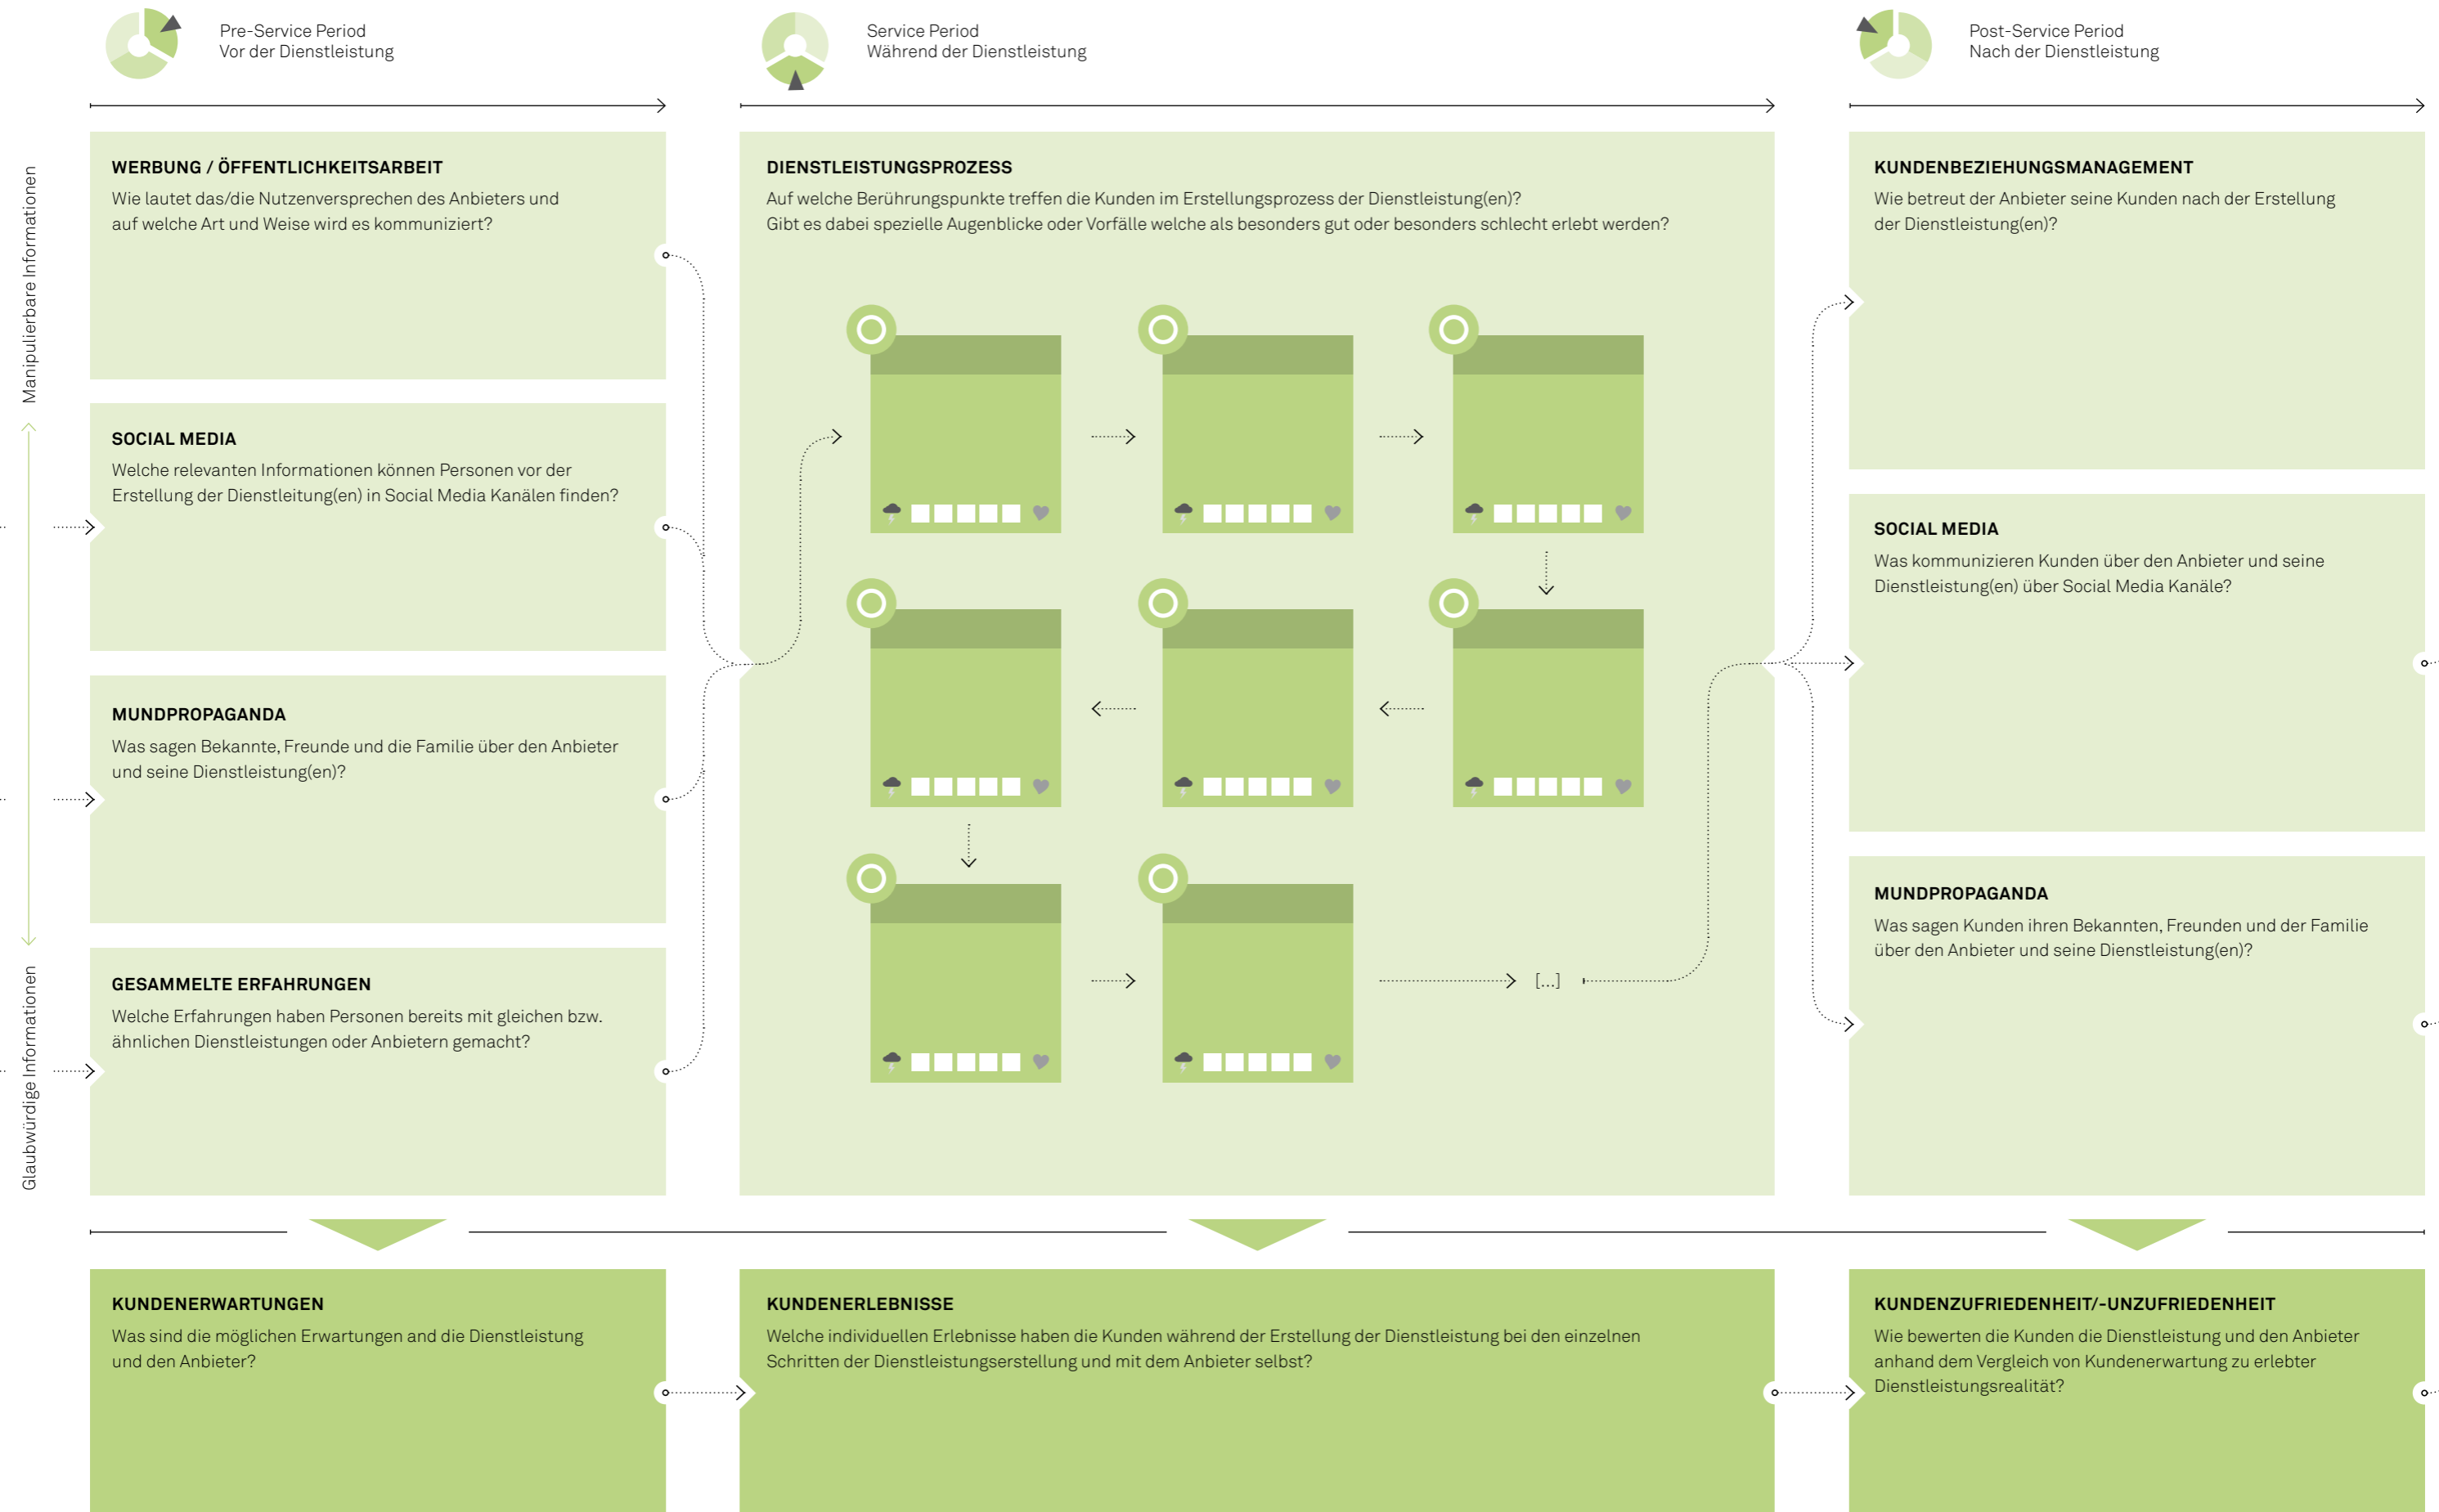 Pre-Service Period
Vor der Dienstleistung
Service Period
Während der Dienstleistung
Post-Service Period
Nach der Dienstleistung
Manipulierbare Informationen
Glaubwürdige Informationen
WERBUNG / ÖFFENTLICHKEITSARBEIT
Wie lautet das/die Nutzenversprechen des Anbieters und
auf welche Art und Weise wird es kommuniziert?
SOCIAL MEDIA
Welche relevanten Informationen können Personen vor der
Erstellung der Dienstleitung(en) in Social Media Kanälen finden?
MUNDPROPAGANDA
Was sagen Bekannte, Freunde und die Familie über den Anbieter
und seine Dienstleistung(en)?
GESAMMELTE ERFAHRUNGEN
Welche Erfahrungen haben Personen bereits mit gleichen bzw.
ähnlichen Dienstleistungen oder Anbietern gemacht?
DIENSTLEISTUNGSPROZESS
Auf welche Berührungspunkte treffen die Kunden im Erstellungsprozess der Dienstleistung(en)?
Gibt es dabei spezielle Augenblicke oder Vorfälle welche als besonders gut oder besonders schlecht erlebt werden?
[...]
KUNDENBEZIEHUNGSMANAGEMENT
Wie betreut der Anbieter seine Kunden nach der Erstellung
der Dienstleistung(en)?
SOCIAL MEDIA
Was kommunizieren Kunden über den Anbieter und seine
Dienstleistung(en) über Social Media Kanäle?
MUNDPROPAGANDA
Was sagen Kunden ihren Bekannten, Freunden und der Familie
über den Anbieter und seine Dienstleistung(en)?
KUNDENERWARTUNGEN
Was sind die möglichen Erwartungen and die Dienstleistung
und den Anbieter?
KUNDENERLEBNISSE
Welche individuellen Erlebnisse haben die Kunden während der Erstellung der Dienstleistung bei den einzelnen
Schritten der Dienstleistungserstellung und mit dem Anbieter selbst?
KUNDENZUFRIEDENHEIT/-UNZUFRIEDENHEIT
Wie bewerten die Kunden die Dienstleistung und den Anbieter
anhand dem Vergleich von Kundenerwartung zu erlebter
Dienstleistungsrealität?